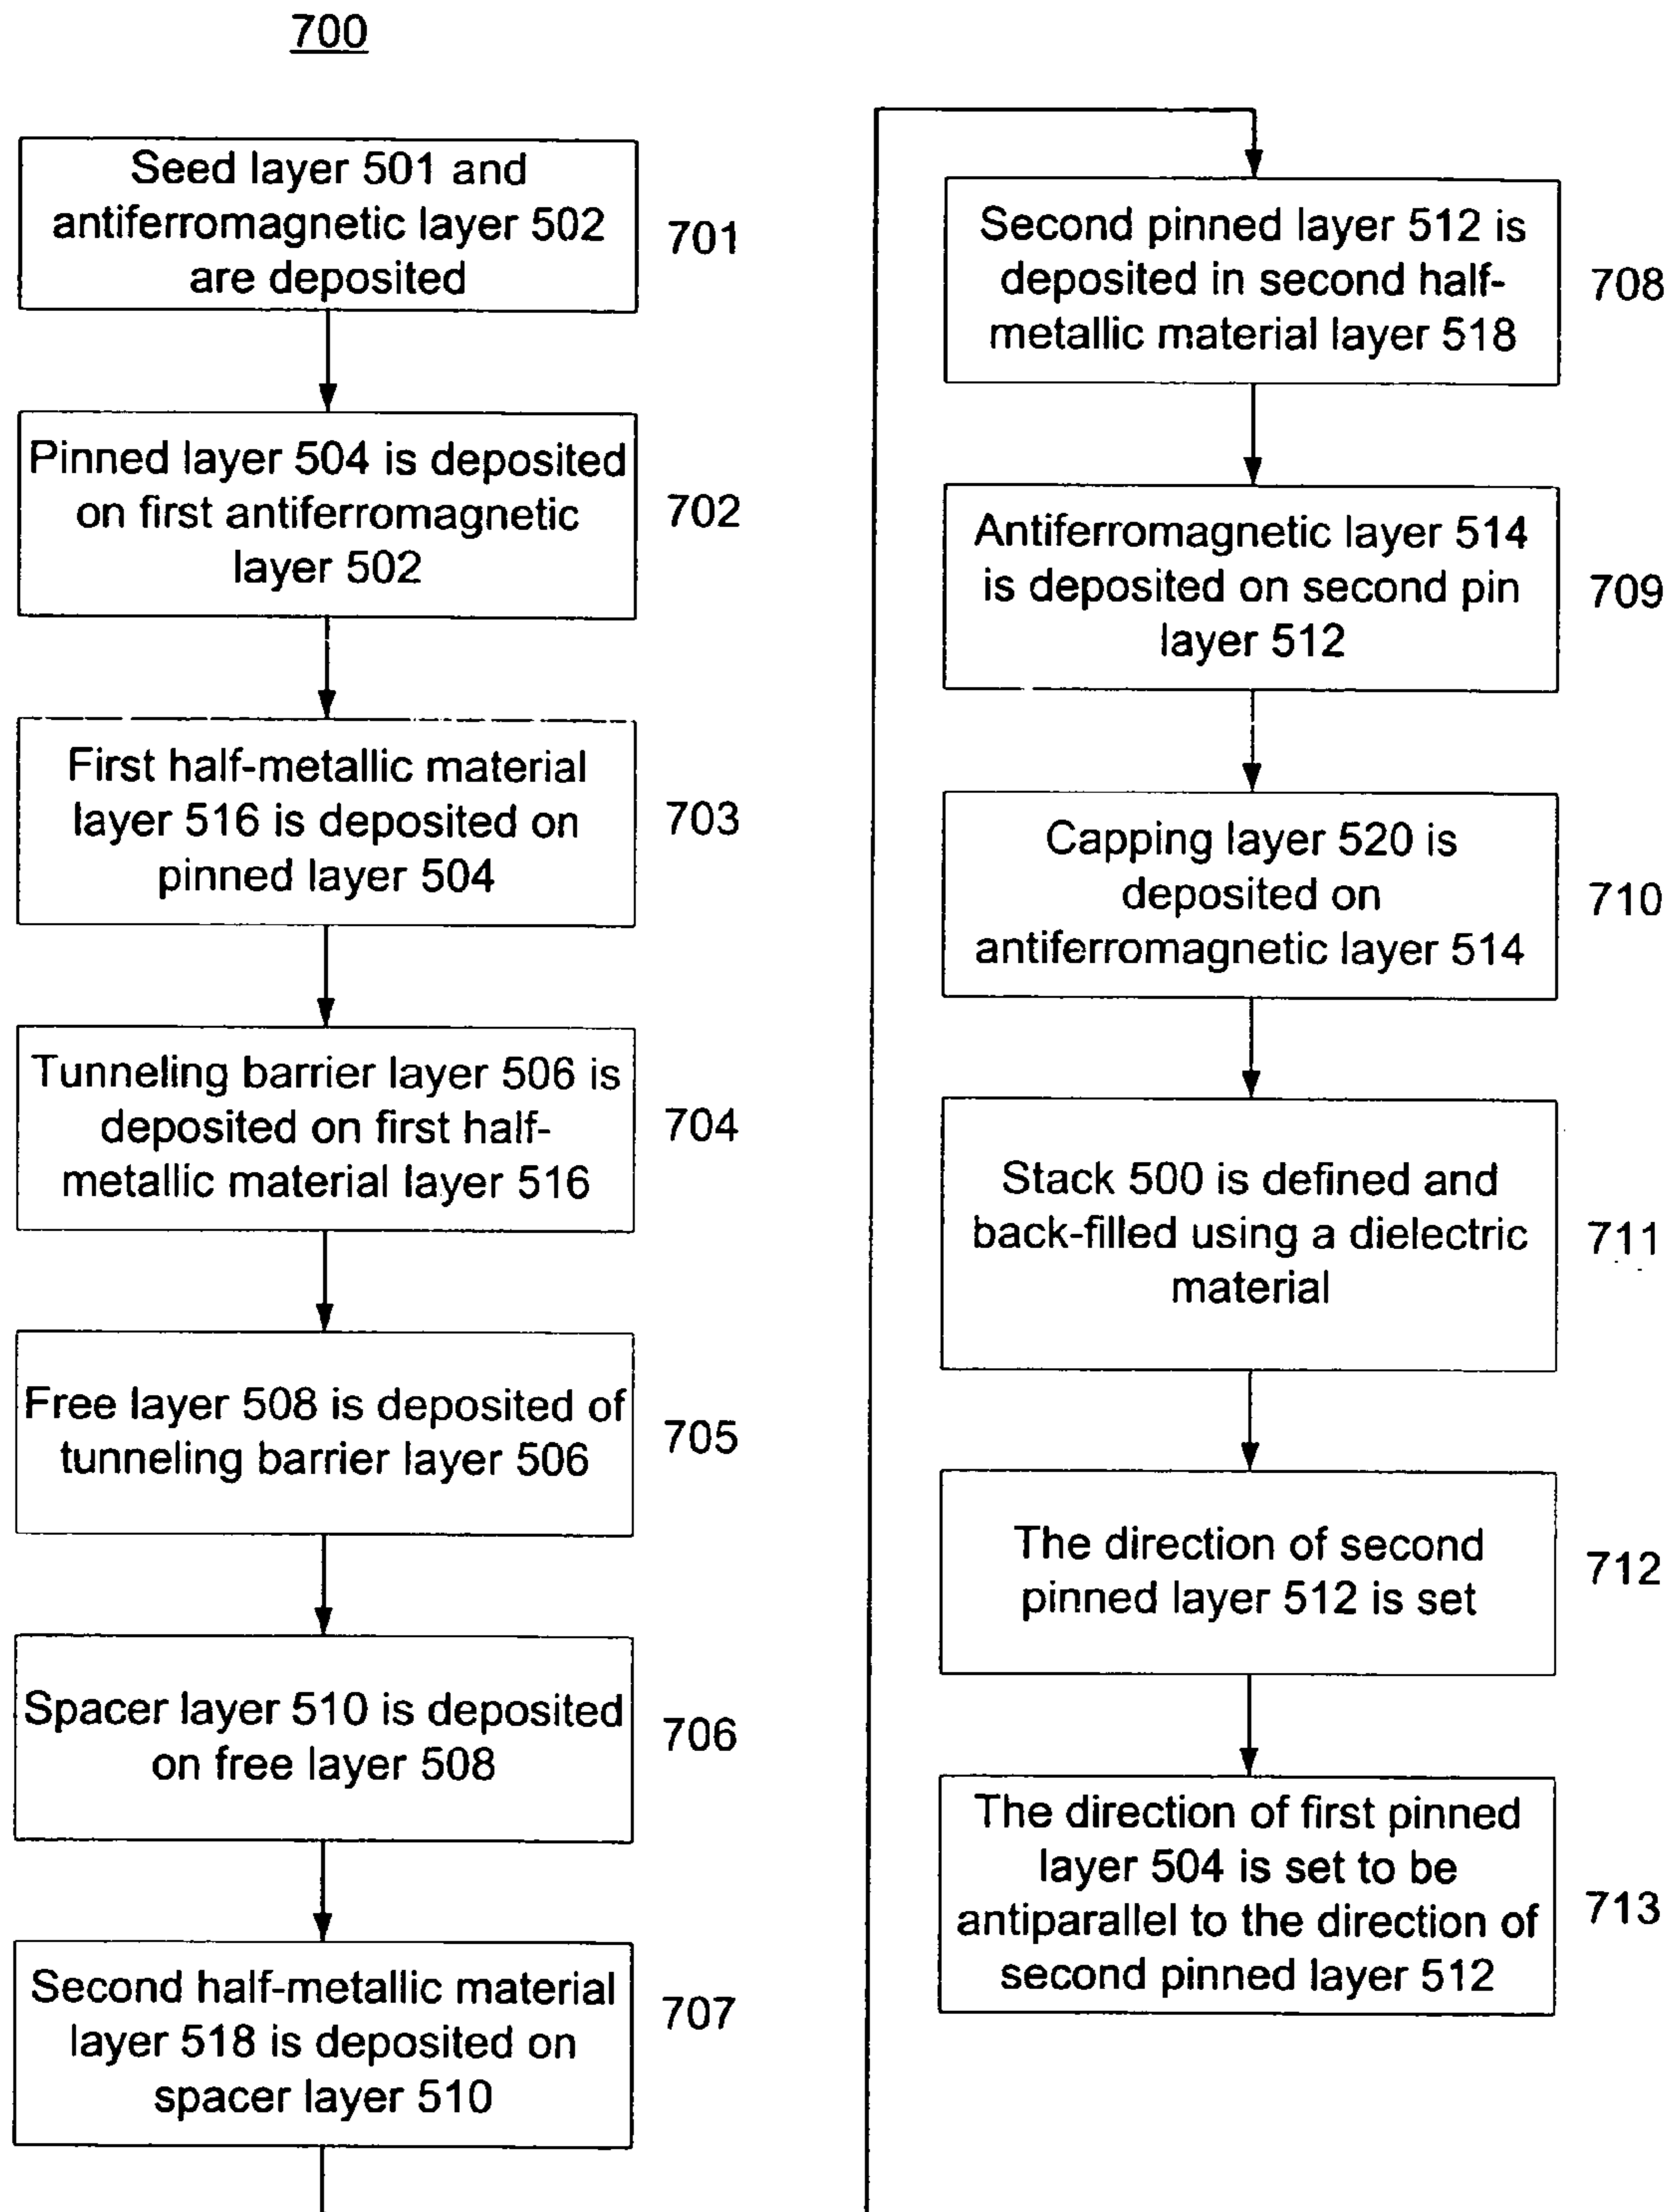 700
Seed layer 501 and
antiferromagnetic layer 502
are deposited
701
Pinned layer 504 is deposited
on first antiferromagnetic
layer 502
702
First half-metallic material
layer 516 is deposited on
pinned layer 504
703
Tunneling barrier layer 506 is
deposited on first half-
metallic material layer 516
704
Free layer 508 is deposited of
tunneling barrier layer 506
705
Spacer layer 510 is deposited
on free layer 508
706
Second half-metallic material
layer 518 is deposited on
spacer layer 510
707
Second pinned layer 512 is
deposited in second half-
metallic material layer 518
708
Antiferromagnetic layer 514
is deposited on second pin
layer 512
709
Capping layer 520 is
deposited on
antiferromagnetic layer 514
710
Stack 500 is defined and
back-filled using a dielectric
material
711
The direction of second
pinned layer 512 is set
712
The direction of first pinned
layer 504 is set to be
antiparallel to the direction of
second pinned layer 512
713